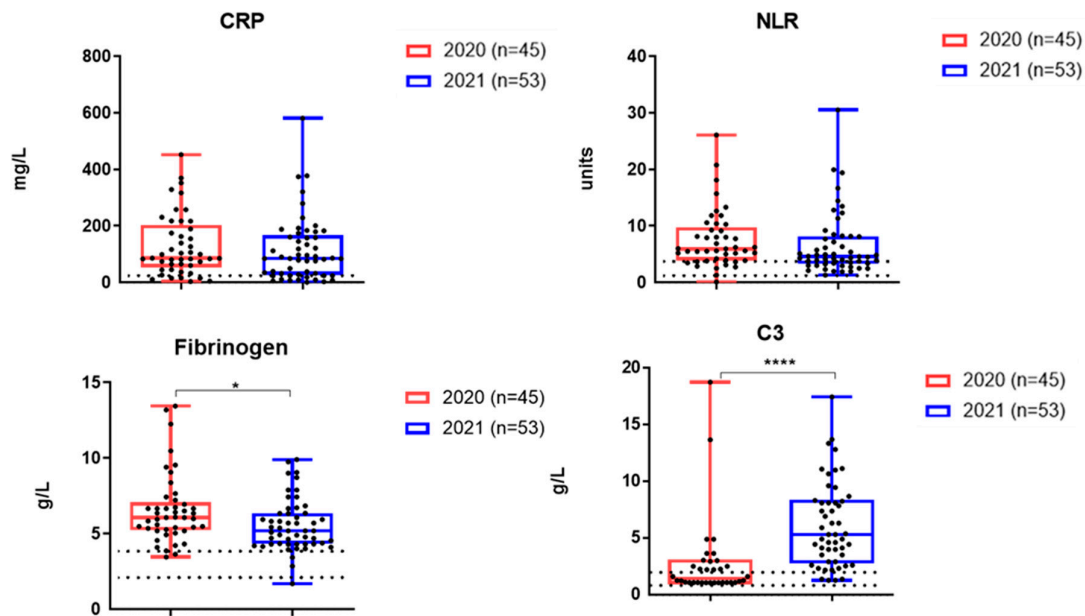 CRP
mg/L
800
600
400
200
0
2020 (n=45)
2021 (n=53)
NLR
units
40
30
20
10
0
2020 (n=45)
2021 (n=53)
Fibrinogen
g/L
15
10
5
0
*
2020 (n=45)
2021 (n=53)
C3
g/L
20
15
10
5
0
****
2020 (n=45)
2021 (n=53)